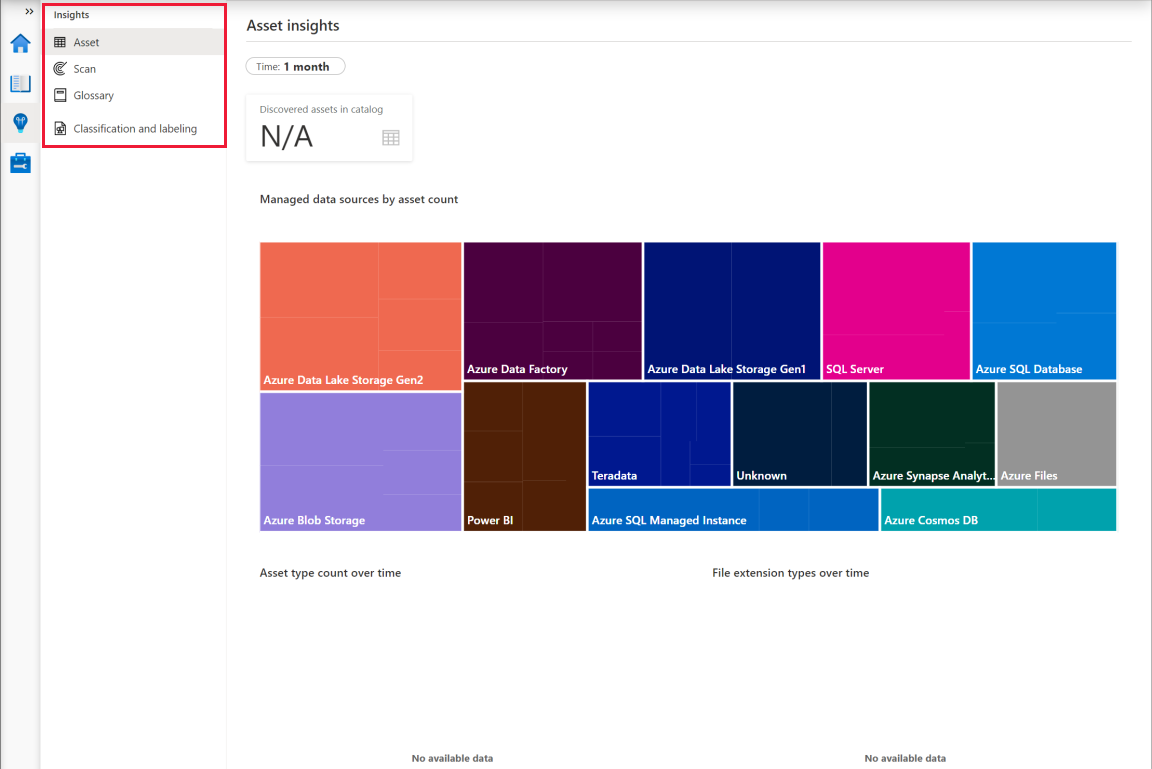 Insights
Asset
Scan
Glossary
Classification and labeling
Asset insights
Time: 1 month
Discovered assets in catalog
N/A
Managed data sources by asset count
Azure Data Lake Storage Gen2
Azure Data Factory
Azure Data Lake Storage Gen1
SQL Server
Azure SQL Database
Azure Blob Storage
Power BI
Teradata
Unknown
Azure Synapse Analyt...
Azure Files
Azure SQL Managed Instance
Azure Cosmos DB
Asset type count over time
File extension types over time
No available data
No available data